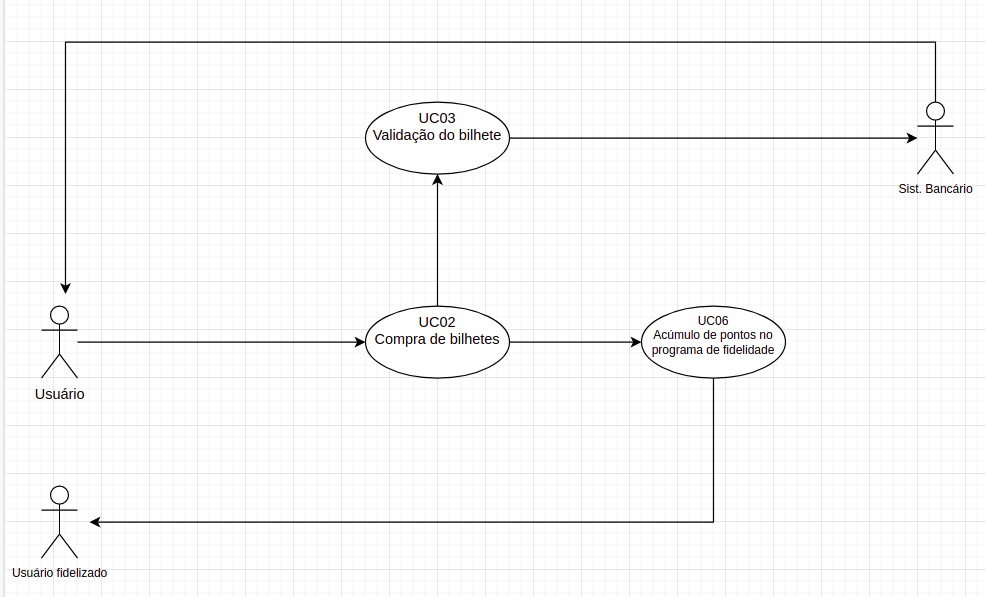 UC03
Validação do bilhete
Sist. Bancário
UC02
Compra de bilhetes
UC06
Acúmulo de pontos no
programa de fidelidade
Usuário
Usuário fidelizado